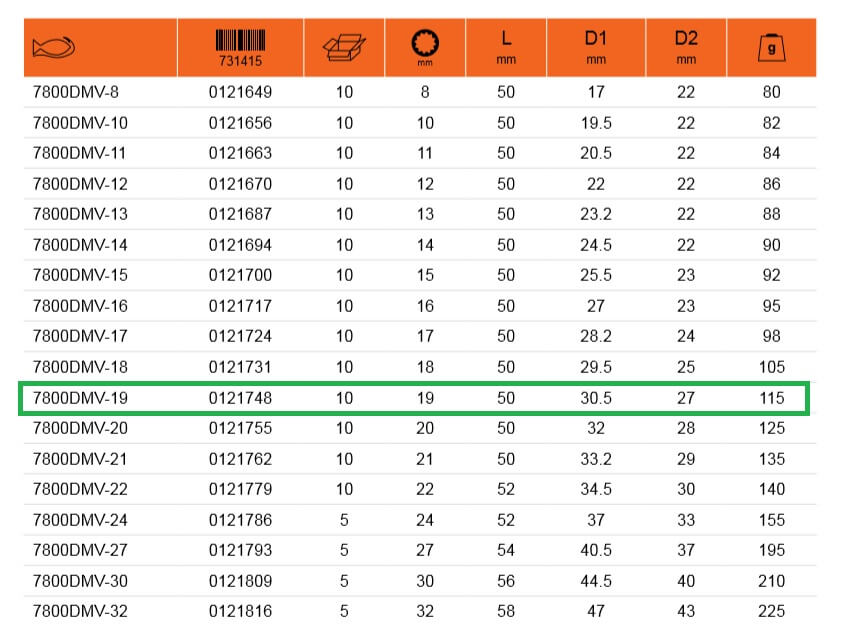 731415 mm L mm D1 mm D2 mm g
7800DMV-8 0121649 10 8 50 17 22 80
7800DMV-10 0121656 10 10 50 19.5 22 82
7800DMV-11 0121663 10 11 50 20.5 22 84
7800DMV-12 0121670 10 12 50 22 22 86
7800DMV-13 0121687 10 13 50 23.2 22 88
7800DMV-14 0121694 10 14 50 24.5 22 90
7800DMV-15 0121700 10 15 50 25.5 23 92
7800DMV-16 0121717 10 16 50 27 23 95
7800DMV-17 0121724 10 17 50 28.2 24 98
7800DMV-18 0121731 10 18 50 29.5 25 105
7800DMV-19 0121748 10 19 50 30.5 27 115
7800DMV-20 0121755 10 20 50 32 28 125
7800DMV-21 0121762 10 21 50 33.2 29 135
7800DMV-22 0121779 10 22 52 34.5 30 140
7800DMV-24 0121786 5 24 52 37 33 155
7800DMV-27 0121793 5 27 54 40.5 37 195
7800DMV-30 0121809 5 30 56 44.5 40 210
7800DMV-32 0121816 5 32 58 47 43 225